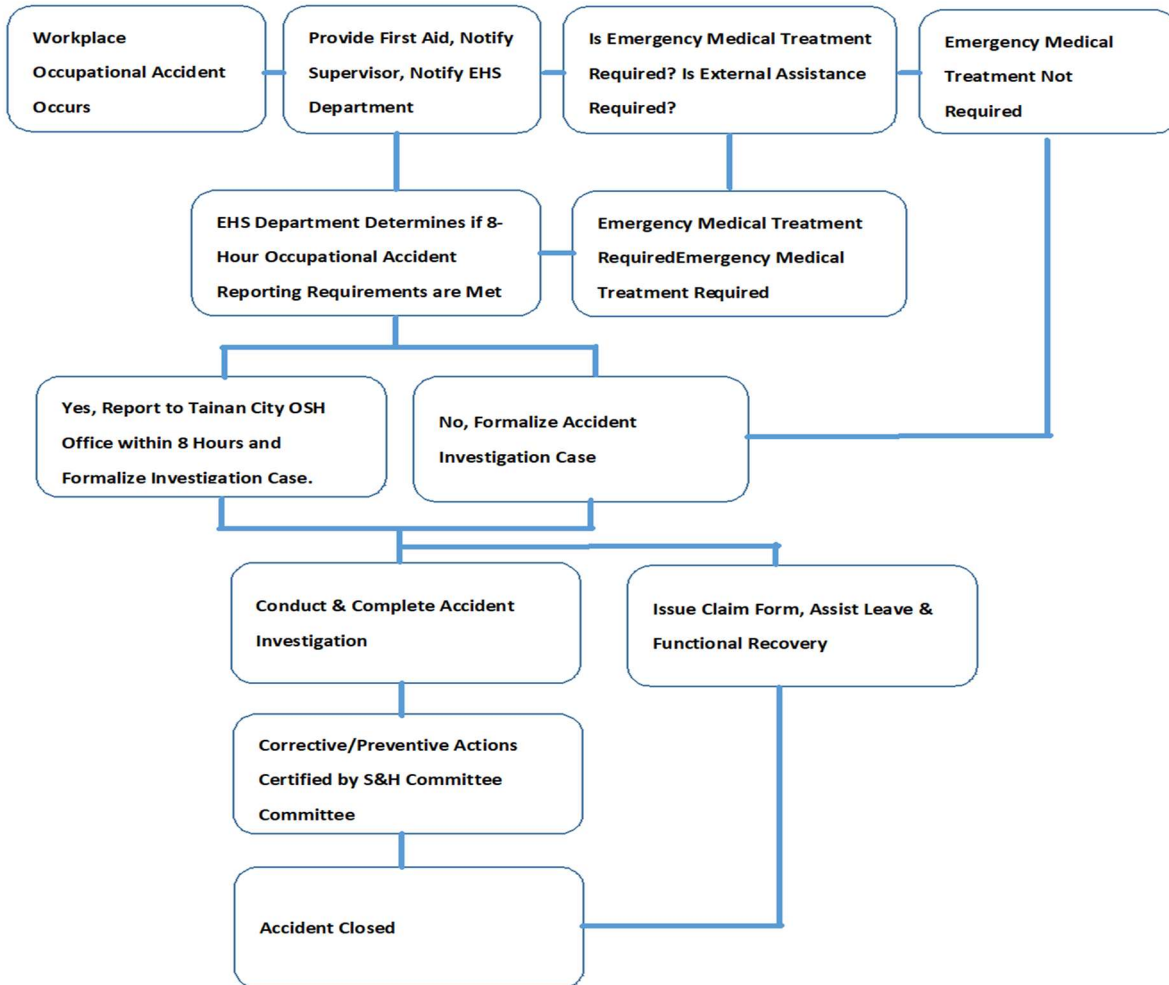 Workplace
Occupational Accident
Occurs
Provide First Aid, Notify
Supervisor, Notify EHS
Department
Is Emergency Medical Treatment
Required? Is External Assistance
Required?
Emergency Medical
Treatment Not
Required
EHS Department Determines if 8-
Hour Occupational Accident
Reporting Requirements are Met
Emergency Medical Treatment
RequiredEmergency Medical
Treatment Required
Yes, Report to Tainan City OSH
Office within 8 Hours and
Formalize Investigation Case.
No, Formalize Accident
Investigation Case
Conduct & Complete Accident
Investigation
Issue Claim Form, Assist Leave &
Functional Recovery
Corrective/Preventive Actions
Certified by S&H Committee
Committee
Accident Closed